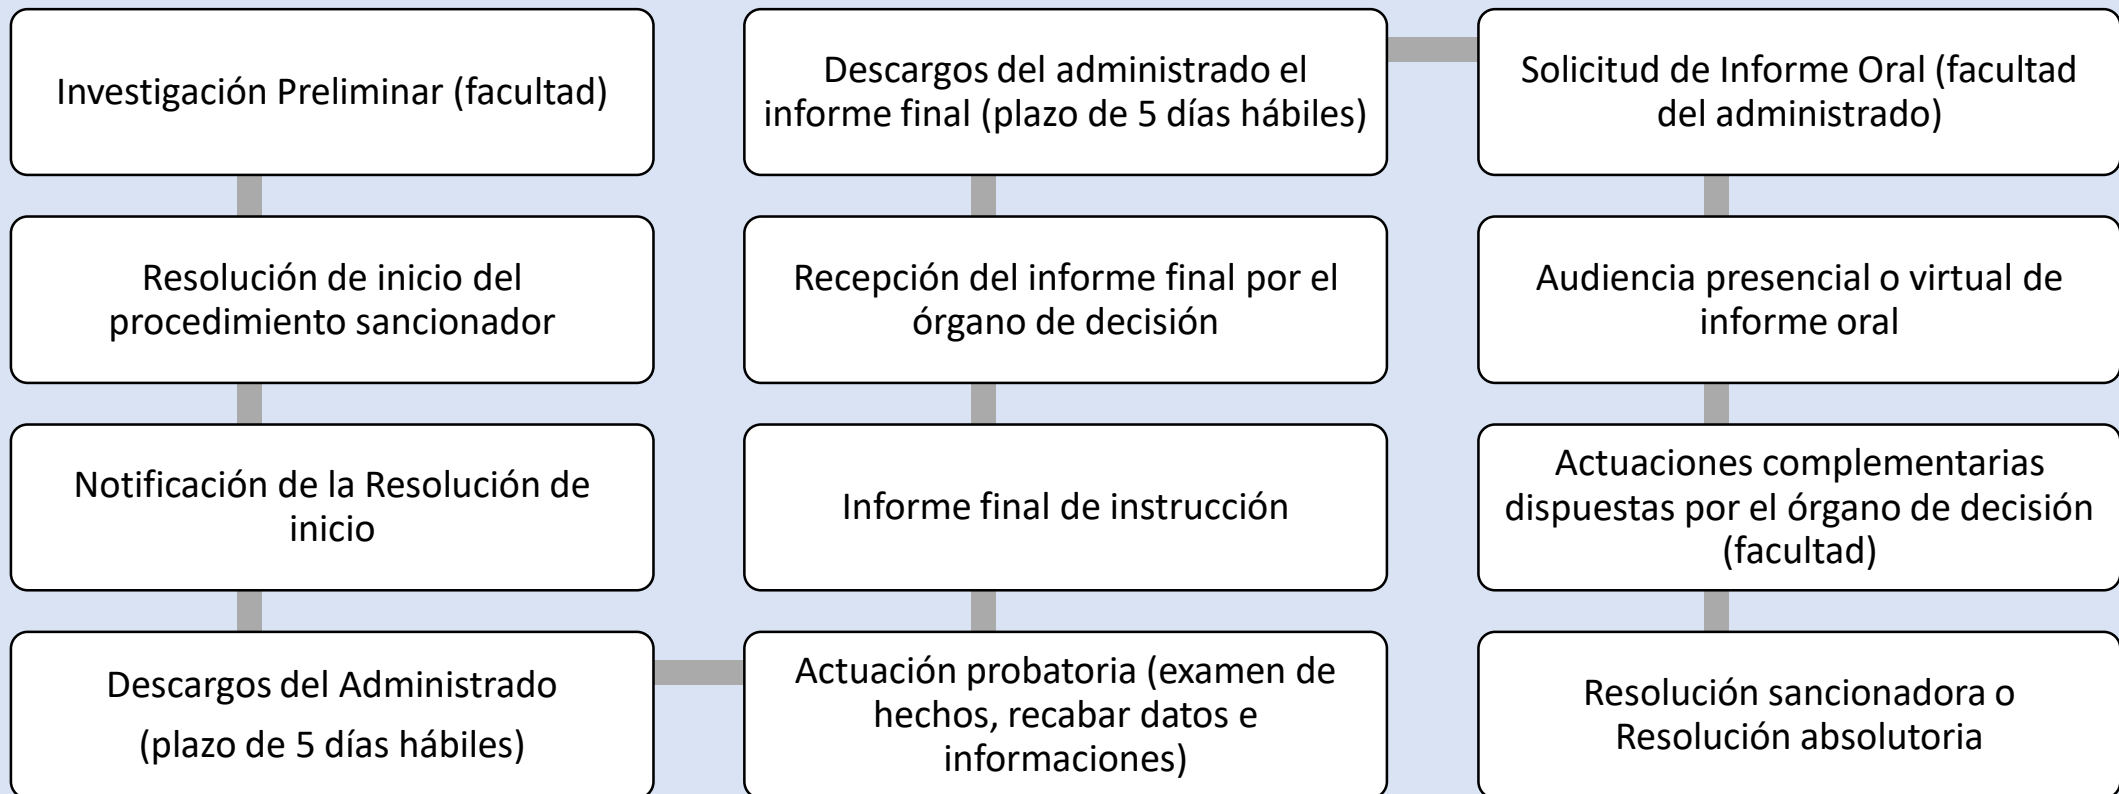 Investigación Preliminar (facultad)
Resolución de inicio del
procedimiento sancionador
Notificación de la Resolución de
inicio
Descargos del Administrado
(plazo de 5 días hábiles)
Actuación probatoria (examen de
hechos, recabar datos e
informaciones)
Informe final de instrucción
Recepción del informe final por el
órgano de decisión
Descargos del administrado el
informe final (plazo de 5 días hábiles)
Solicitud de Informe Oral (facultad
del administrado)
Audiencia presencial o virtual de
informe oral
Actuaciones complementarias
dispuestas por el órgano de decisión
(facultad)
Resolución sancionadora o
Resolución absolutoria